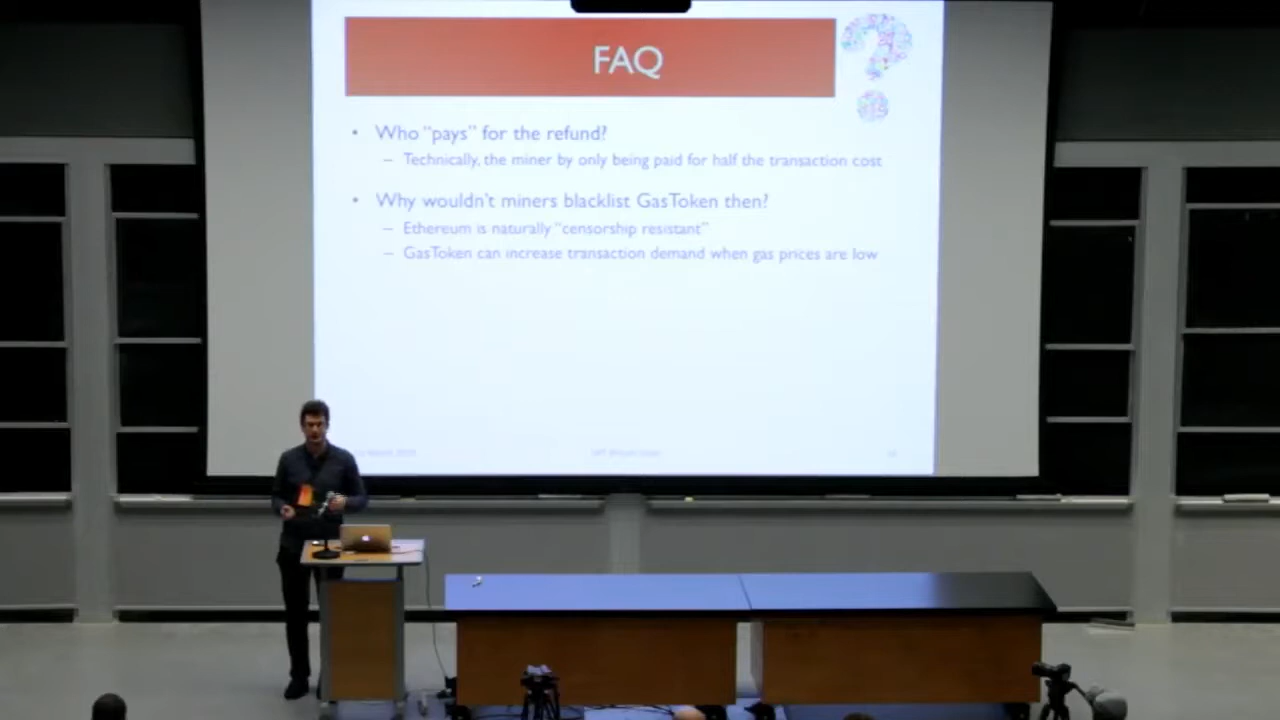 FAQ
• Who “pays” for the refund?
– Technically, the miner by only being paid for half the transaction cost
• Why wouldn't miners blacklist GasToken then?
– Ethereum is naturally “censorship resistant”
– GasToken can increase transaction demand when gas prices are low